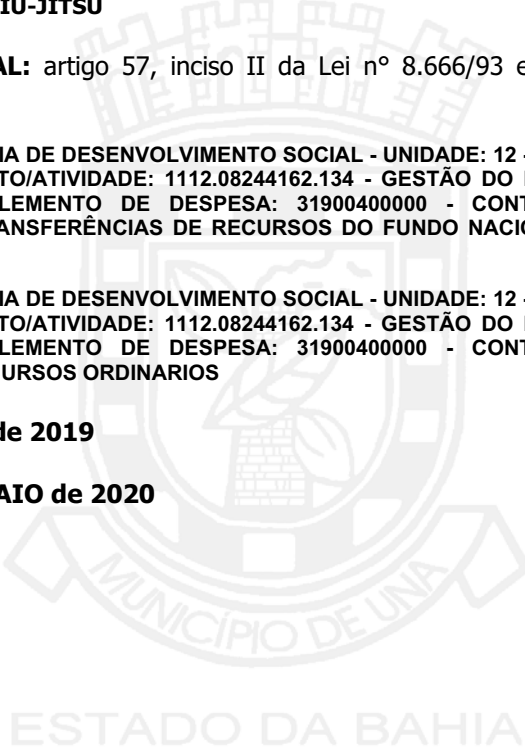 IU-JITSU
AL: artigo 57, inciso II da Lei n° 8.666/93 e
IA DE DESENVOLVIMENTO SOCIAL - UNIDADE: 12 -
TO/ATIVIDADE: 1112.08244162.134 - GESTÃO DO
LEMENTO DE DESPESA: 31900400000 - CONT
RANSFERÊNCIAS DE RECURSOS DO FUNDO NACIO
IA DE DESENVOLVIMENTO SOCIAL - UNIDADE: 12 -
TO/ATIVIDADE: 1112.08244162.134 - GESTÃO DO
LEMENTO DE DESPESA: 31900400000 - CONT
CURSOS ORDINARIOS
de 2019
AIO de 2020
MUNICÍPIO DE UNA
ESTADO DA BAHIA